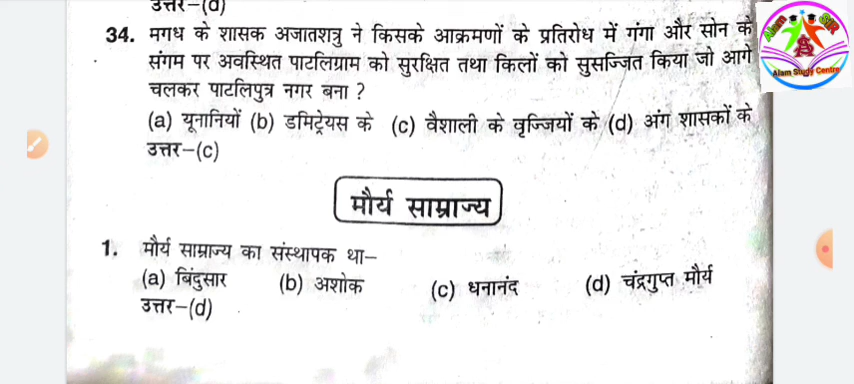 उत्तर–(d)
34. मगध के शासक अजातशत्रु ने किसके आक्रमणों के प्रतिरोध में गंगा और सोन के
संगम पर अवस्थित पाटलिग्राम को सुरक्षित तथा किलों को सुसज्जित किया जो आगे
चलकर पाटलिपुत्र नगर बना ?
(a) यूनानियों (b) डमिट्रेयस के (c) वैशाली के वृज्जियों के (d) अंग शासकों के
उत्तर–(c)
मौर्य साम्राज्य
1. मौर्य साम्राज्य का संस्थापक था–
(a) बिंदुसार (b) अशोक (c) धनानंद (d) चंद्रगुप्त मौर्य
उत्तर–(d)
Alam SIR
Alam Study Centre